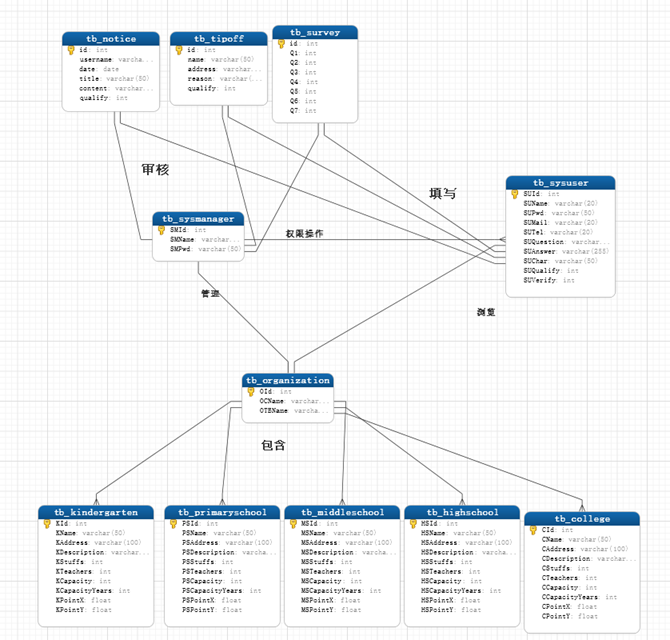 tb_notice
id: int
username: varcha...
date: date
title: varchar(50)
content: varchar...
qualify: int
tb_tipoff
id: int
name: varchar(50)
address: varchar...
reason: varchar(...
qualify: int
tb_survey
id: int
Q1: int
Q2: int
Q3: int
Q4: int
Q5: int
Q6: int
Q7: int
审核
填写
tb_sysuser
SUId: int
SUName: varchar(20)
SUPwd: varchar(50)
SUMail: varchar(20)
SUTel: varchar(20)
SUQuestion: varchar...
SUAnswer: varchar(255)
SUChar: varchar(50)
SUQualify: int
SUVerify: int
tb_sysmanager
SMId: int
SMName: varchar...
SMPwd: varchar(50)
权限操作
管理
浏览
tb_organization
OId: int
OCName: varchar...
OTBName: varcha...
包含
tb_kindergarten
KId: int
KName: varchar(50)
KAddress: varchar(100)
KDescription: varchar...
KStuffs: int
KTeachers: int
KCapacity: int
KCapacityYears: int
KPointX: float
KPointY: float
tb_primaryschool
PSId: int
PSName: varchar(50)
PSAddress: varchar(100)
PSDescription: varchar...
PSStuffs: int
PSTeachers: int
PSCapacity: int
PSCapacityYears: int
PSPointX: float
PSPointY: float
tb_middleschool
MSId: int
MSName: varchar(50)
MSAddress: varchar(100)
MSDescription: varcha...
MSStuffs: int
MSTeachers: int
MSCapacity: int
MSCapacityYears: int
MSPointX: float
MSPointY: float
tb_highschool
HSId: int
HSName: varchar(50)
HSAddress: varchar(100)
HSDescription: varcha...
HSStuffs: int
HSTeachers: int
HSCapacity: int
HSCapacityYears: int
HSPointX: float
HSPointY: float
tb_college
CId: int
CName: varchar(50)
CAddress: varchar(100)
CDescription: varchar...
CStuffs: int
CTeachers: int
CCapacity: int
CCapacityYears: int
CPointX: float
CPointY: float